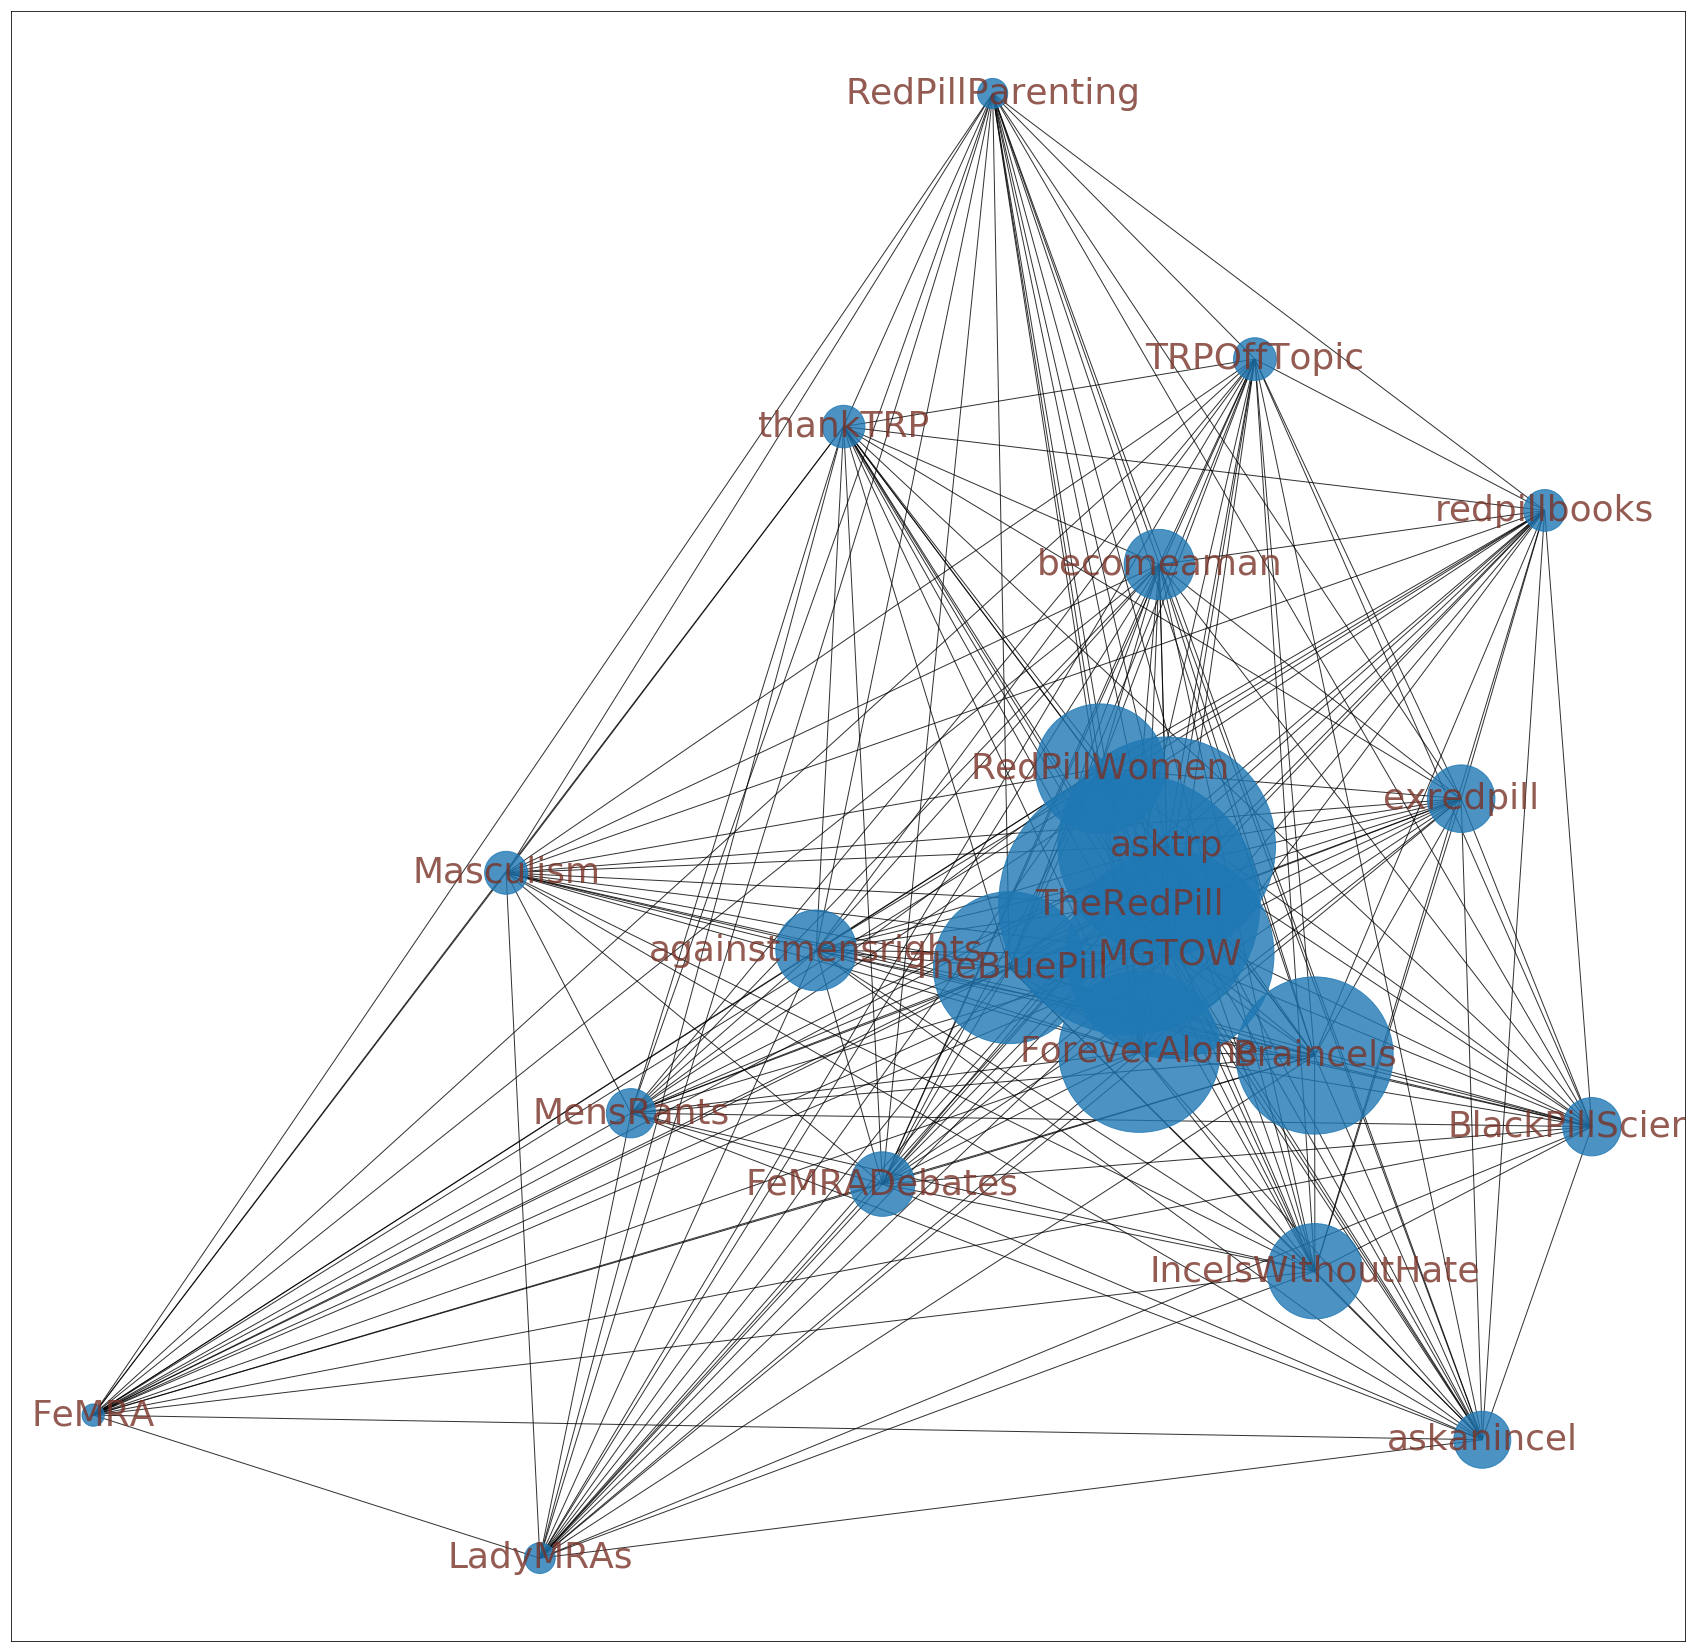 RedPillParenting
TRPOffTopic
thankTRP
redpillbooks
becomeaman
RedPillWomen
exredpill
asktrp
Masculism
TheRedPill
againstmensrights
MGTOW
TheBluePill
ForeverAlone
Braincels
MensRants
BlackPillScier
FeMRADebates
IncelsWithoutHate
FeMRA
askanincel
LadyMRAs